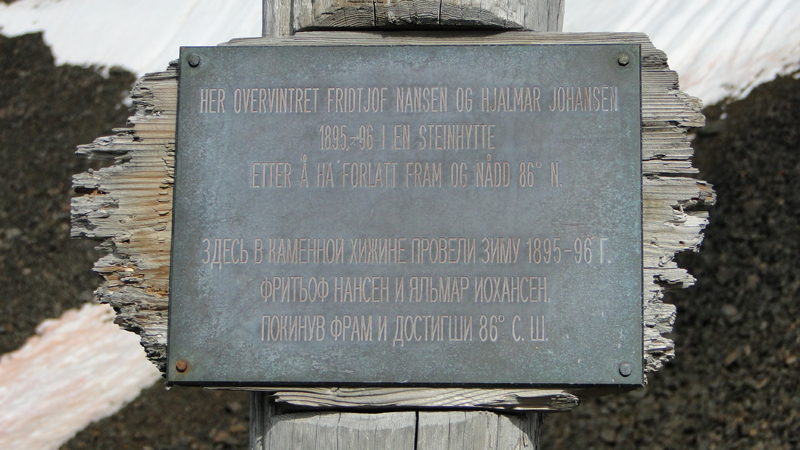 HER OVERVINTRET FRIDTJOF NANSEN OG HJALMAR JOHANSEN
1895-96 I EN STEINHYTTE
ETTER Å HA FORLATT FRAM OG NÅDD 86° N.
ЗДЕСЬ В КАМЕННОЙ ХИЖИНЕ ПРОВЕЛИ ЗИМУ 1895-96 Г.
ФРИТЬОФ НАНСЕН И ЯЛЬМАР ИОХАНСЕН,
ПОКИНУВ ФРАМ И ДОСТИГШИ 86° С. Ш.